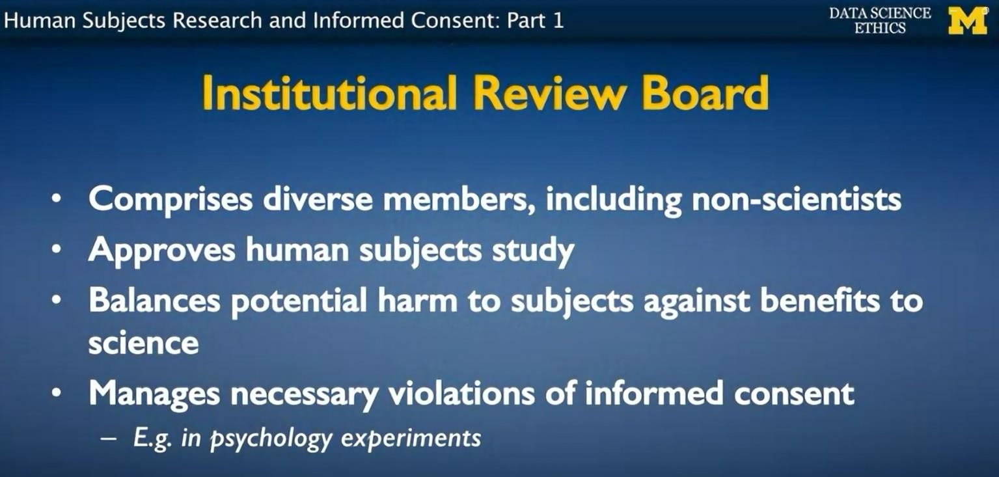 Human Subjects Research and Informed Consent: Part 1
DATA SCIENCE
ETHICS
M
Institutional Review Board
• Comprises diverse members, including non-scientists
• Approves human subjects study
• Balances potential harm to subjects against benefits to
science
• Manages necessary violations of informed consent
– E.g. in psychology experiments